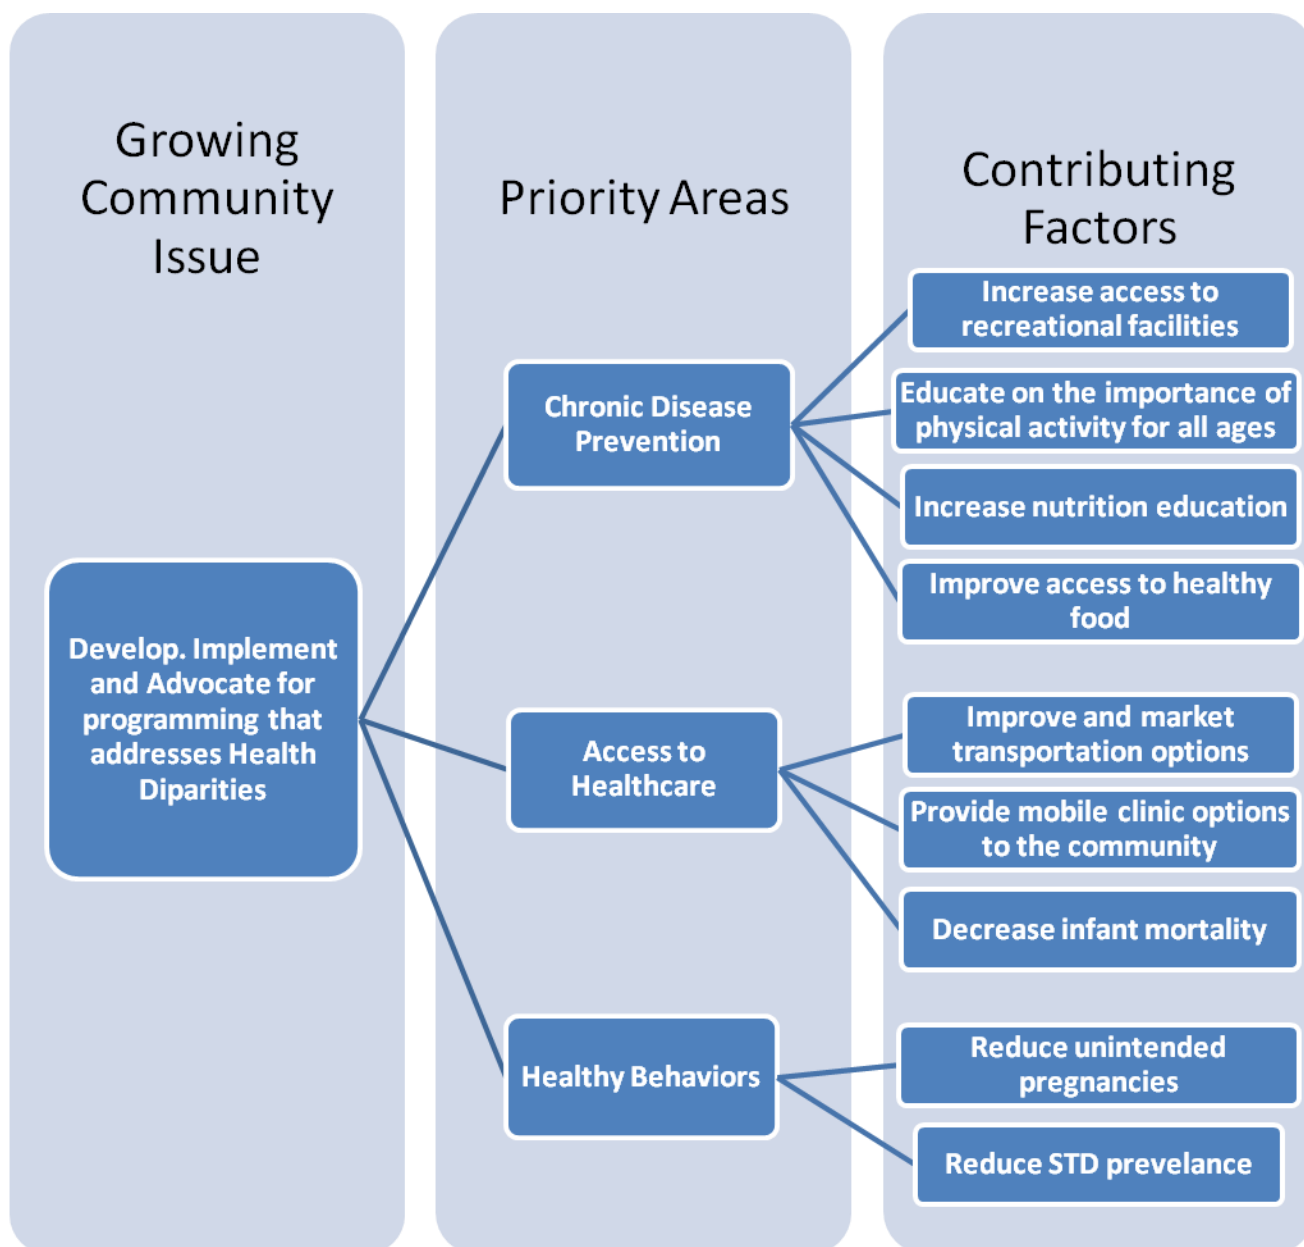 Growing
Community
Issue
Priority Areas
Contributing
Factors
Develop. Implement
and Advocate for
programming that
addresses Health
Diparities
Chronic Disease
Prevention
Access to
Healthcare
Healthy Behaviors
Increase access to
recreational facilities
Educate on the importance of
physical activity for all ages
Increase nutrition education
Improve access to healthy
food
Improve and market
transportation options
Provide mobile clinic options
to the community
Decrease infant mortality
Reduce unintended
pregnancies
Reduce STD prevelance